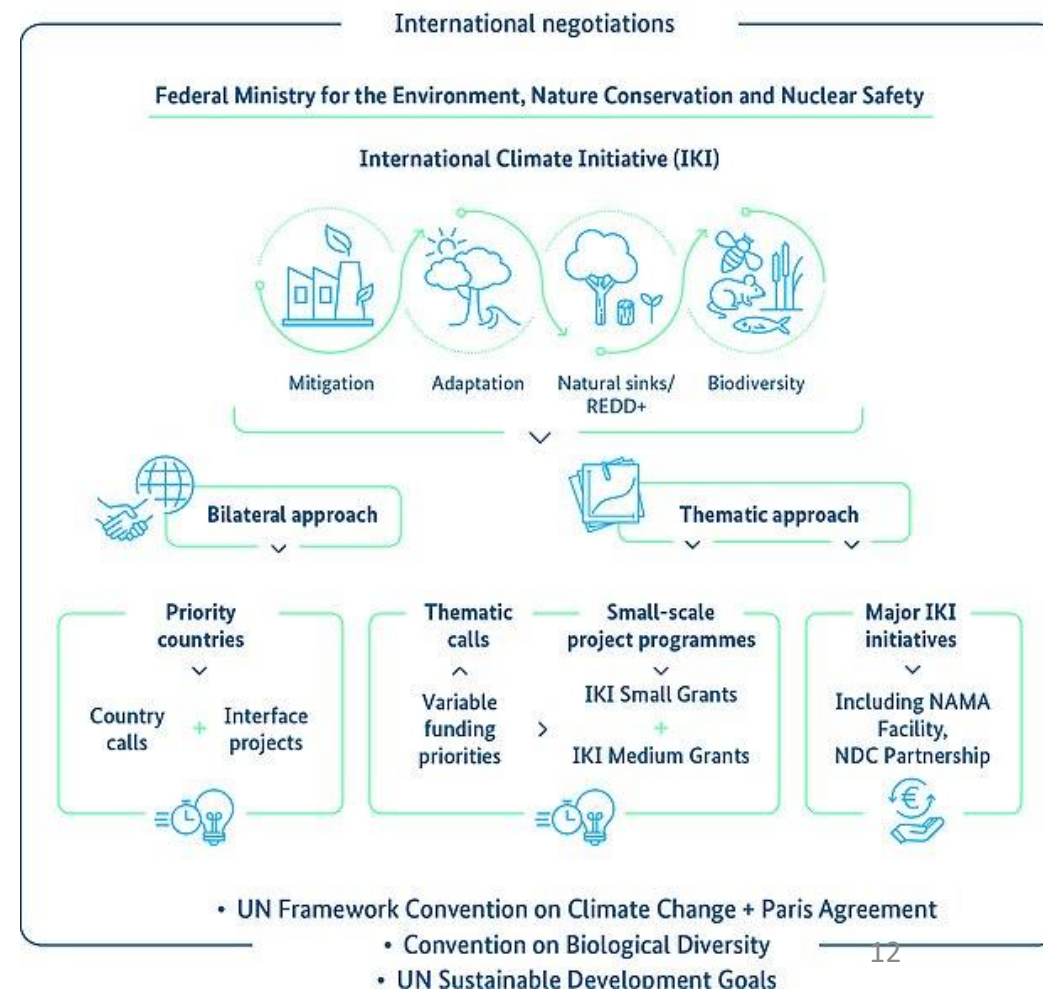 International negotiations
Federal Ministry for the Environment, Nature Conservation and Nuclear Safety
International Climate Initiative (IKI)
Mitigation
Adaptation
Natural sinks/
REDD+
Biodiversity
Bilateral approach
Thematic approach
Priority
countries
Country
calls
+
Interface
projects
Thematic
calls
Variable
funding
priorities
Small-scale
project programmes
IKI Small Grants
+
IKI Medium Grants
Major IKI
initiatives
Including NAMA
Facility,
NDC Partnership
€
• UN Framework Convention on Climate Change + Paris Agreement
• Convention on Biological Diversity
12
• UN Sustainable Development Goals